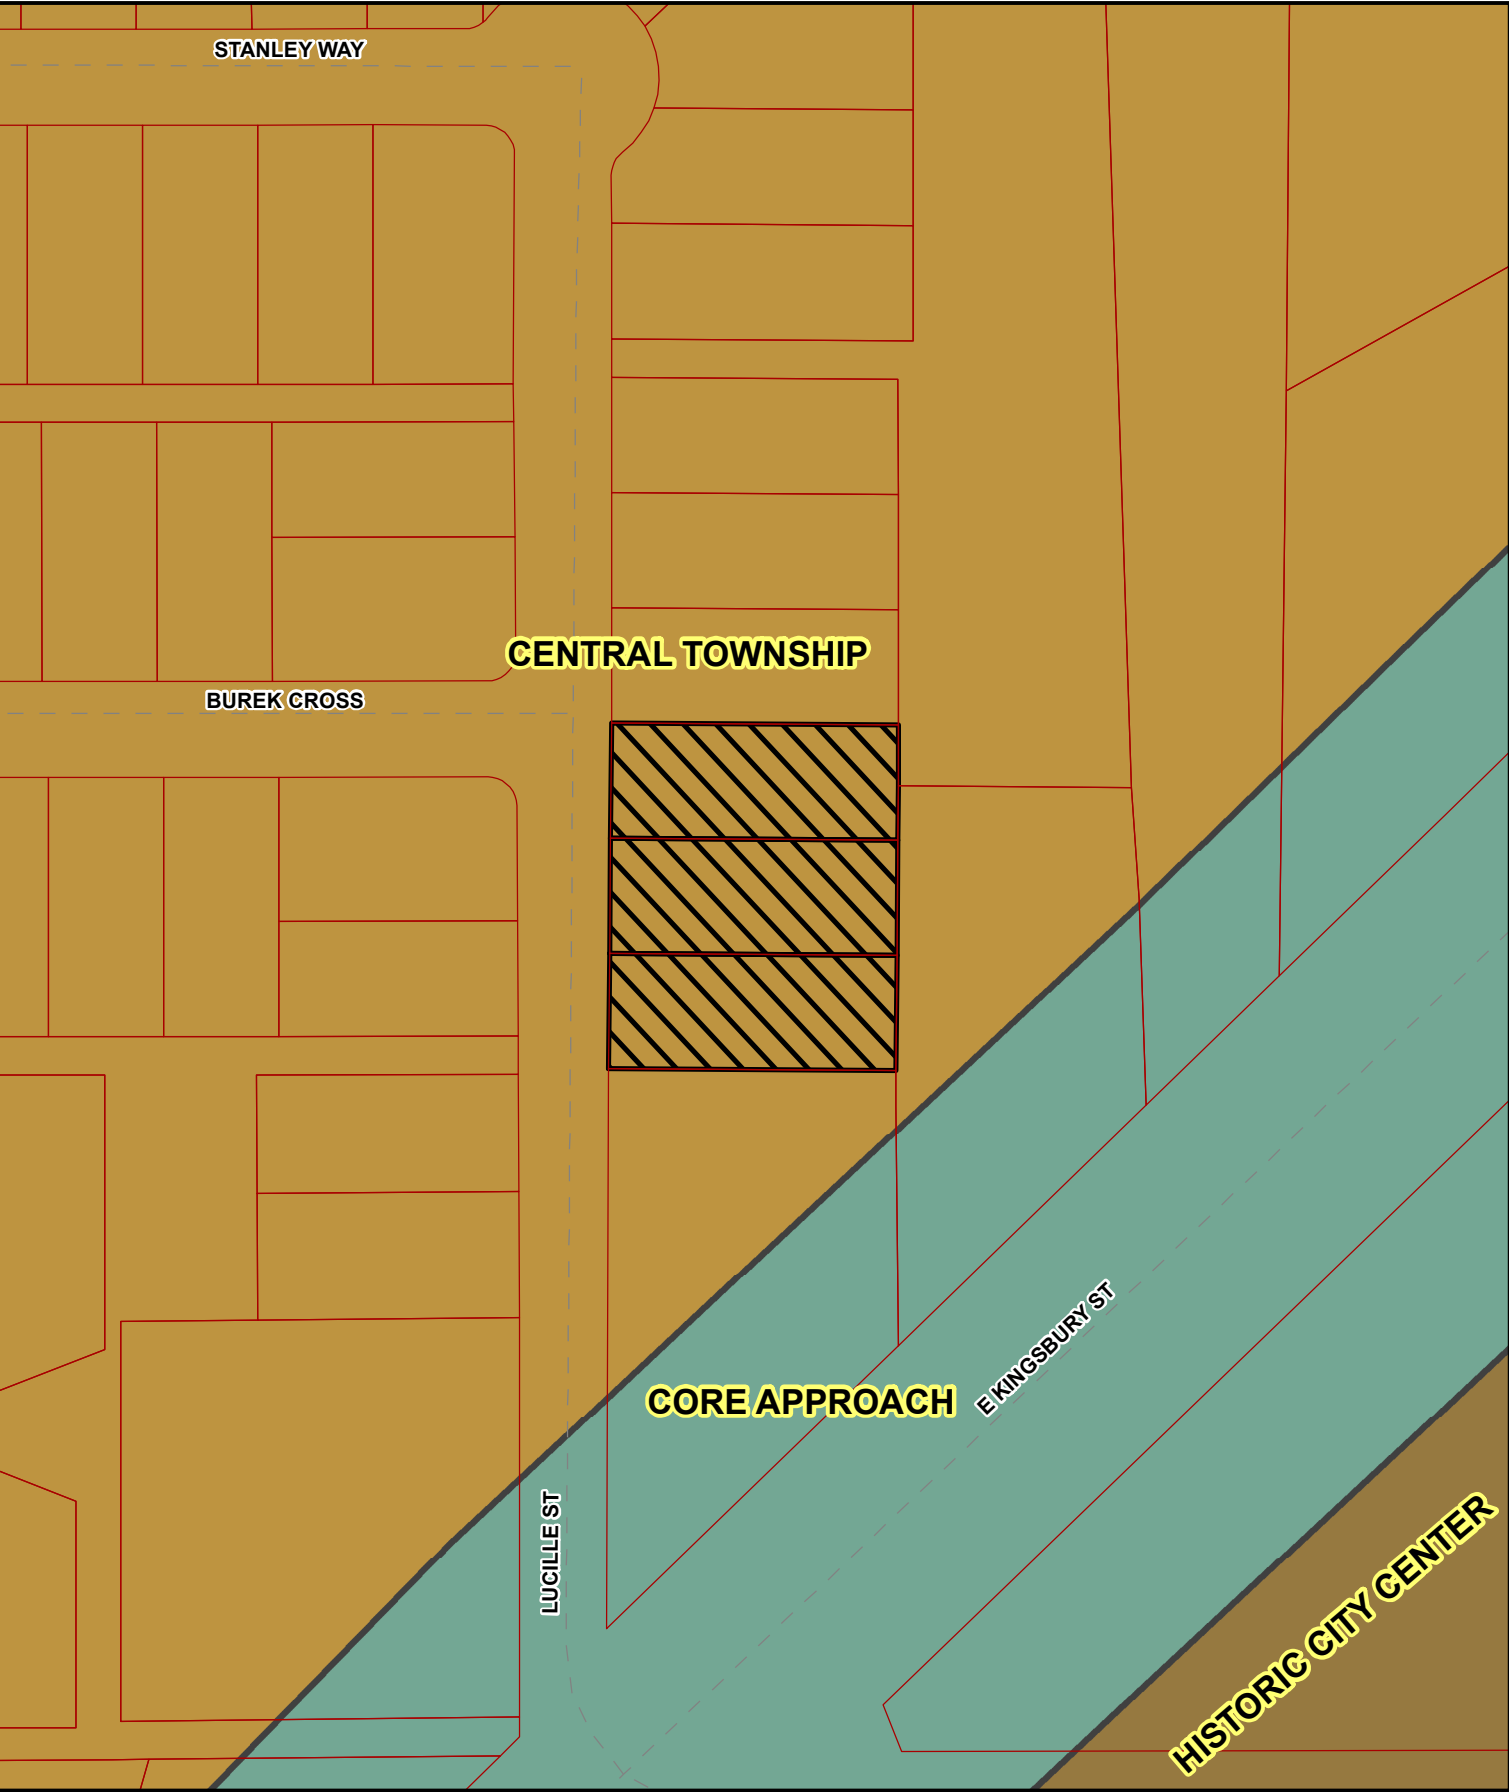 STANLEY WAY
CENTRAL TOWNSHIP
BUREK CROSS
E KINGSBURY ST
CORE APPROACH
LUCILLE ST
HISTORIC CITY CENTER